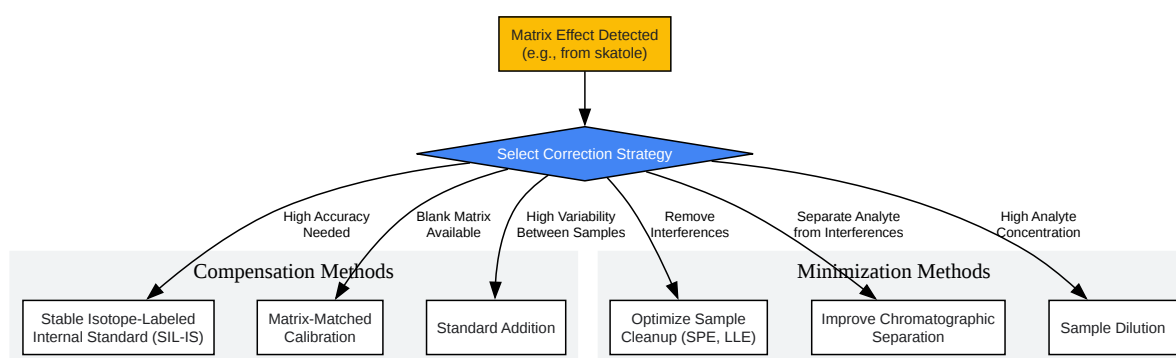 Matrix Effect Detected
(e.g., from skatole)
Select Correction Strategy
High Accuracy
Needed
Blank Matrix
Available
High Variability
Between Samples
Remove
Interferences
Separate Analyte
from Interferences
High Analyte
Concentration
Compensation Methods
Minimization Methods
Stable Isotope-Labeled
Internal Standard (SIL-IS)
Matrix-Matched
Calibration
Standard Addition
Optimize Sample
Cleanup (SPE, LLE)
Improve Chromatographic
Separation
Sample Dilution